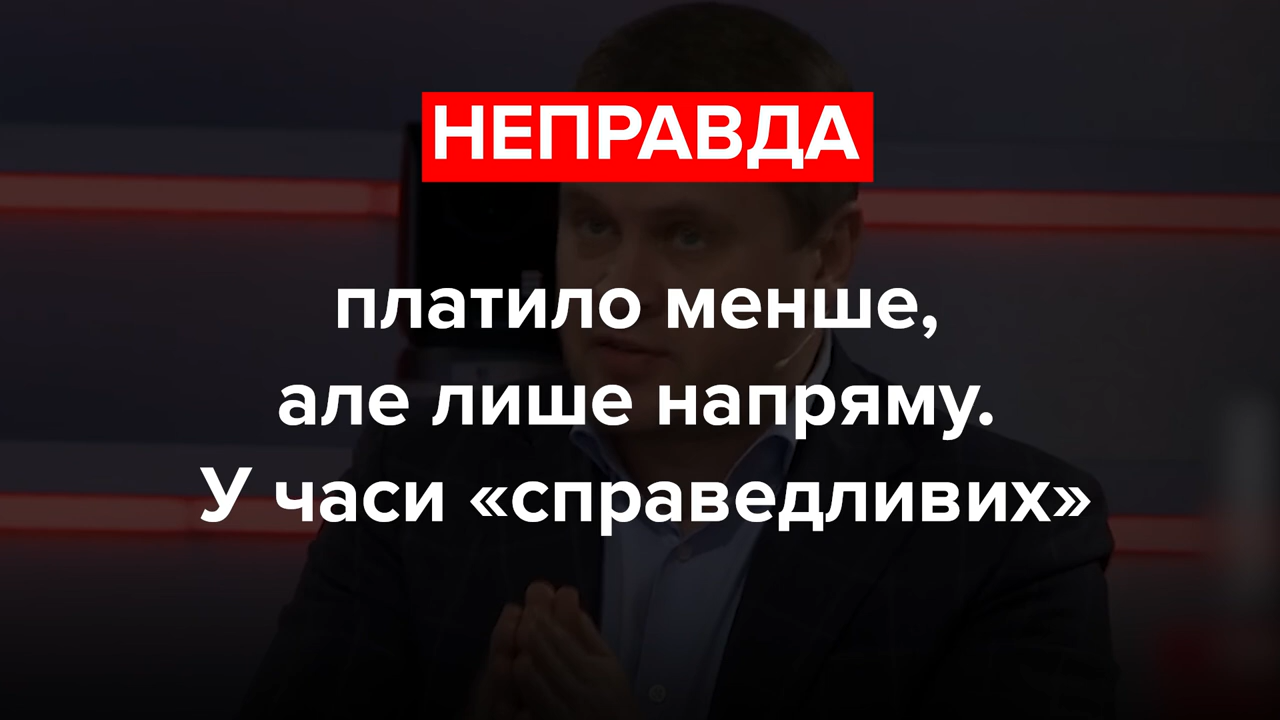 НЕПРАВДА
платило менше,
але лише напряму.
У часи «справедливих»